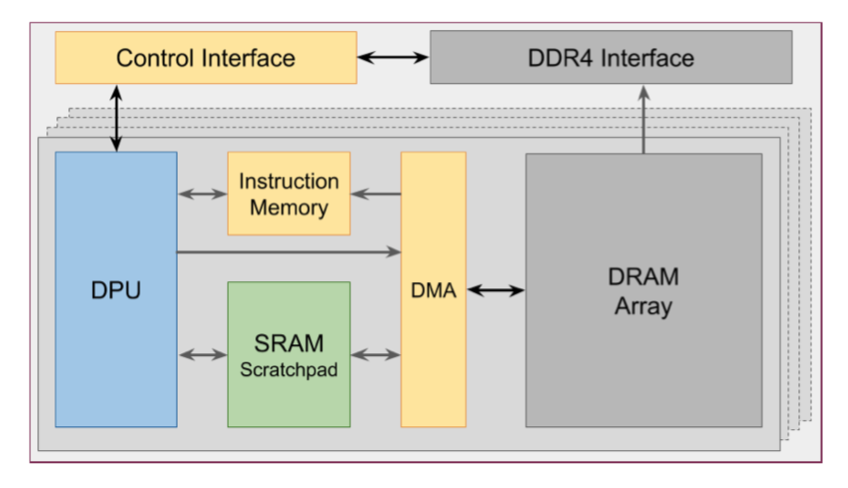 Control Interface
DDR4 Interface
Instruction
Memory
DPU
SRAM
Scratchpad
DMA
DRAM
Array